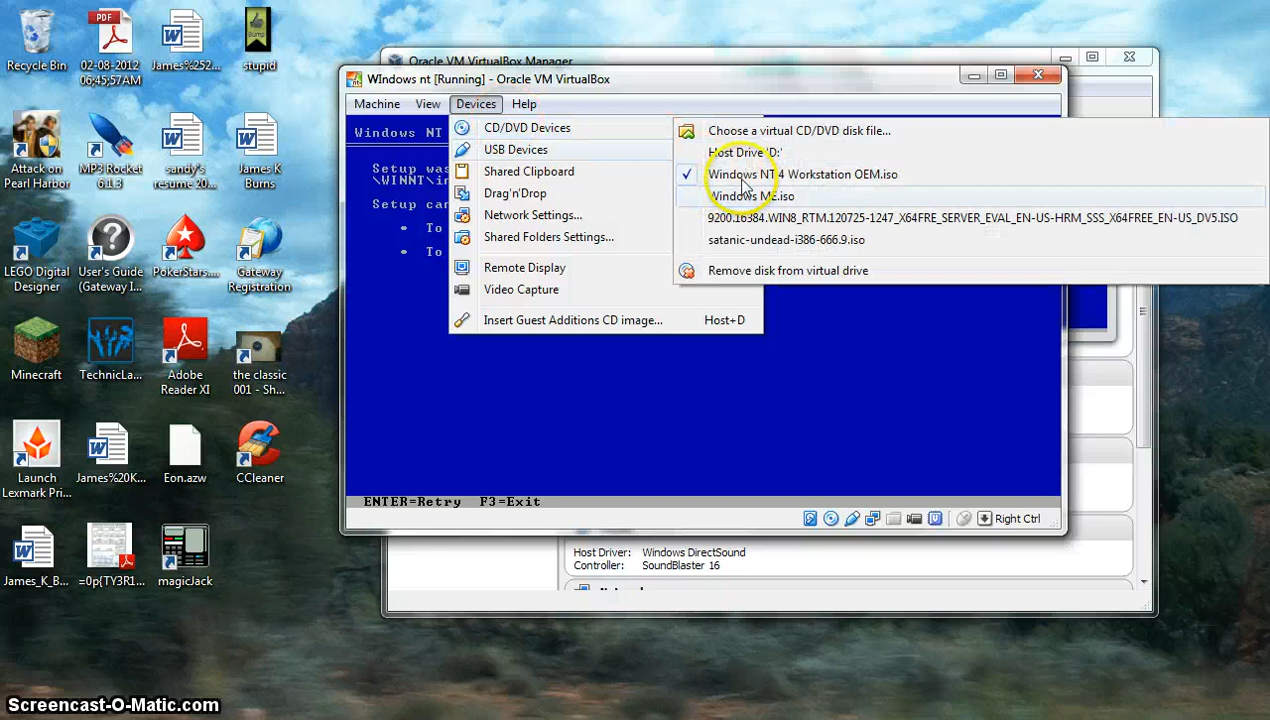 Recycle Bin
PDF
02-08-2012
06;45;57AM
James%252...
Bump
stupid
Attack on
Pearl Harbor
MP3 Rocket
6.1.3
sandy's
resume 20...
James K
Burns
LEGO Digital
Designer
User's Guide
(Gateway I...
PokerStars....
Gateway
Registration
Minecraft
TechnicLa...
Adobe
Reader XI
the classic
001 - Sh...
Launch
Lexmark Pri...
James%20K...
Eon.azw
CCleaner
James_K_B...
=0p{TY3R1...
magicJack
Oracle VM VirtualBox Manager
WIndows nt [Running] - Oracle VM VirtualBox
Machine View Devices Help
Windows NT
Setup was
\WINNT\
Setup can
• To
• To
CD/DVD Devices
USB Devices
Shared Clipboard
Drag'n'Drop
Network Settings...
Shared Folders Settings...
Remote Display
Video Capture
Insert Guest Additions CD image... Host+D
Choose a virtual CD/DVD disk file...
Host Drive 'D:'
Windows NT 4 Workstation OEM.iso
Windows ME.iso
9200.16384.WIN8_RTM.120725-1247_X64FRE_SERVER_EVAL_EN-US-HRM_SSS_X64FREE_EN-US_DV5.ISO
satanic-undead-i386-666.9.iso
Remove disk from virtual drive
ENTER=Retry F3=Exit
Right Ctrl
Host Driver: Windows DirectSound
Controller: SoundBlaster 16
Screencast-O-Matic.com